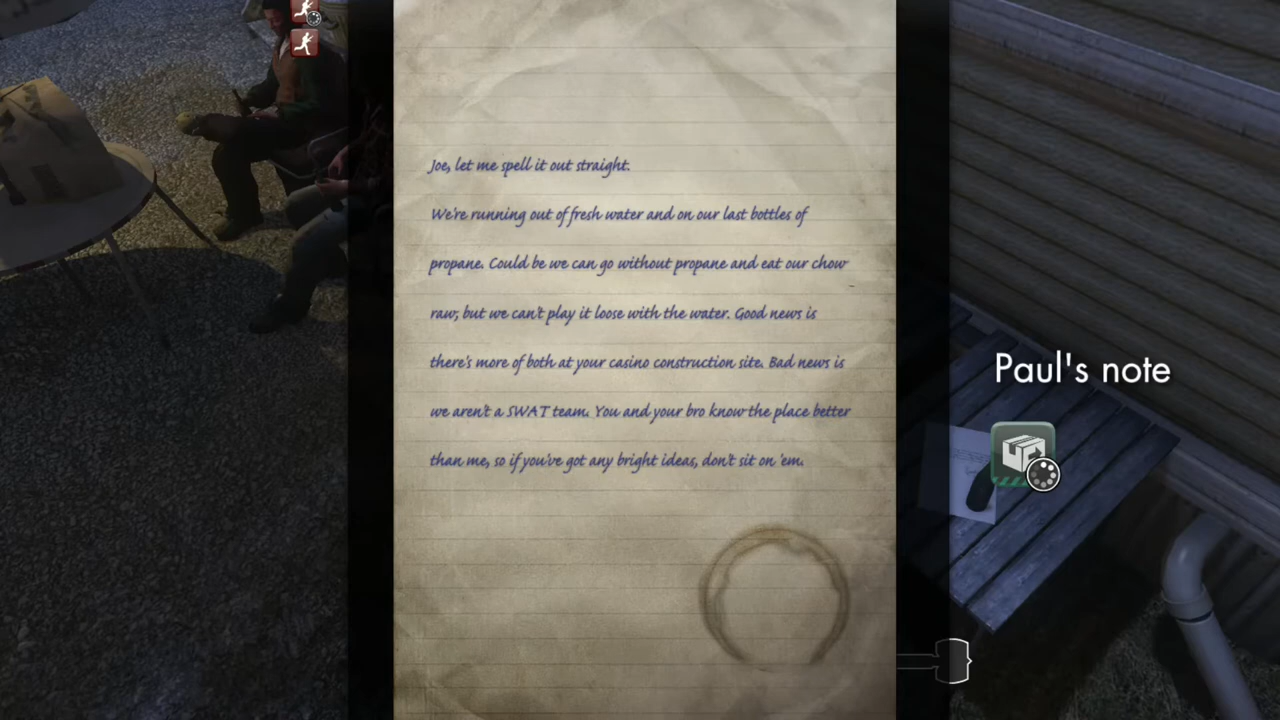 Joe, let me spell it out straight.
We're running out of fresh water and on our last bottles of
propane. Could be we can go without propane and eat our chow
raw; but we can't play it loose with the water. Good news is
there's more of both at your casino construction site. Bad news is
we aren't a SWAT team. You and your bro know the place better
than me, so if you've got any bright ideas, don't sit on 'em.
Paul's note